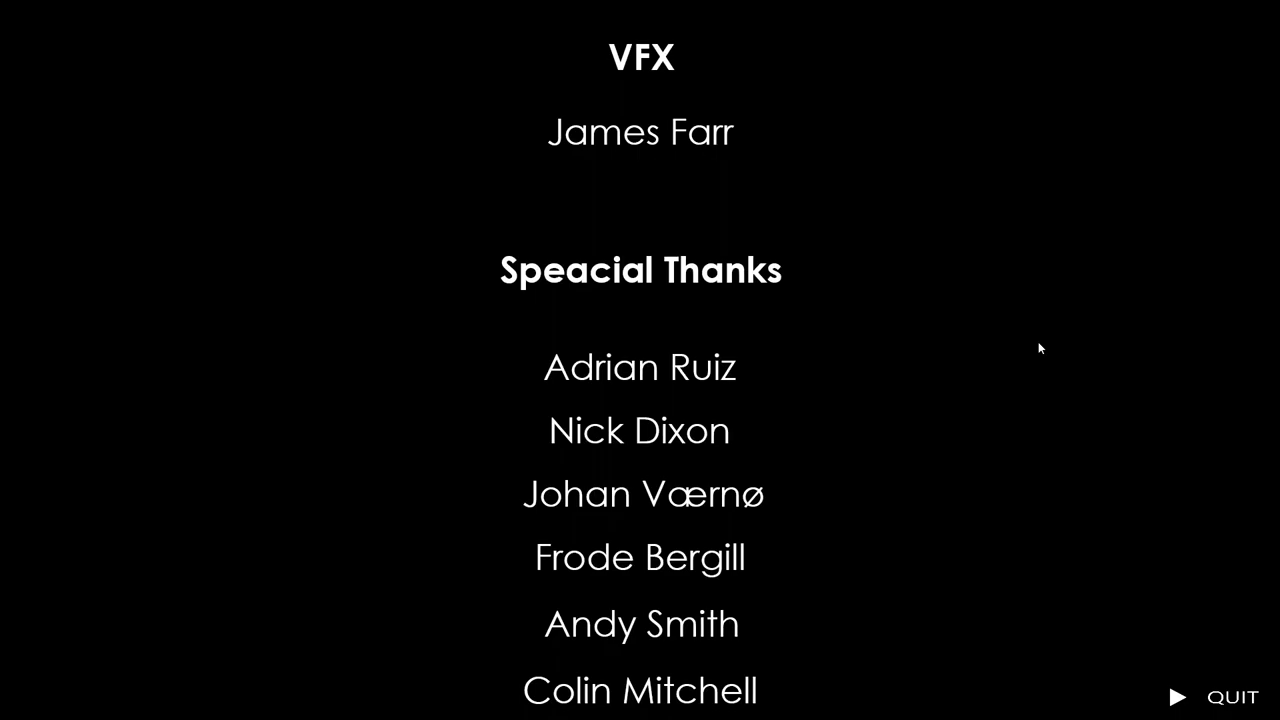 VFX
James Farr
Speacial Thanks
Adrian Ruiz
Nick Dixon
Johan Værnø
Frode Bergill
Andy Smith
Colin Mitchell
QUIT